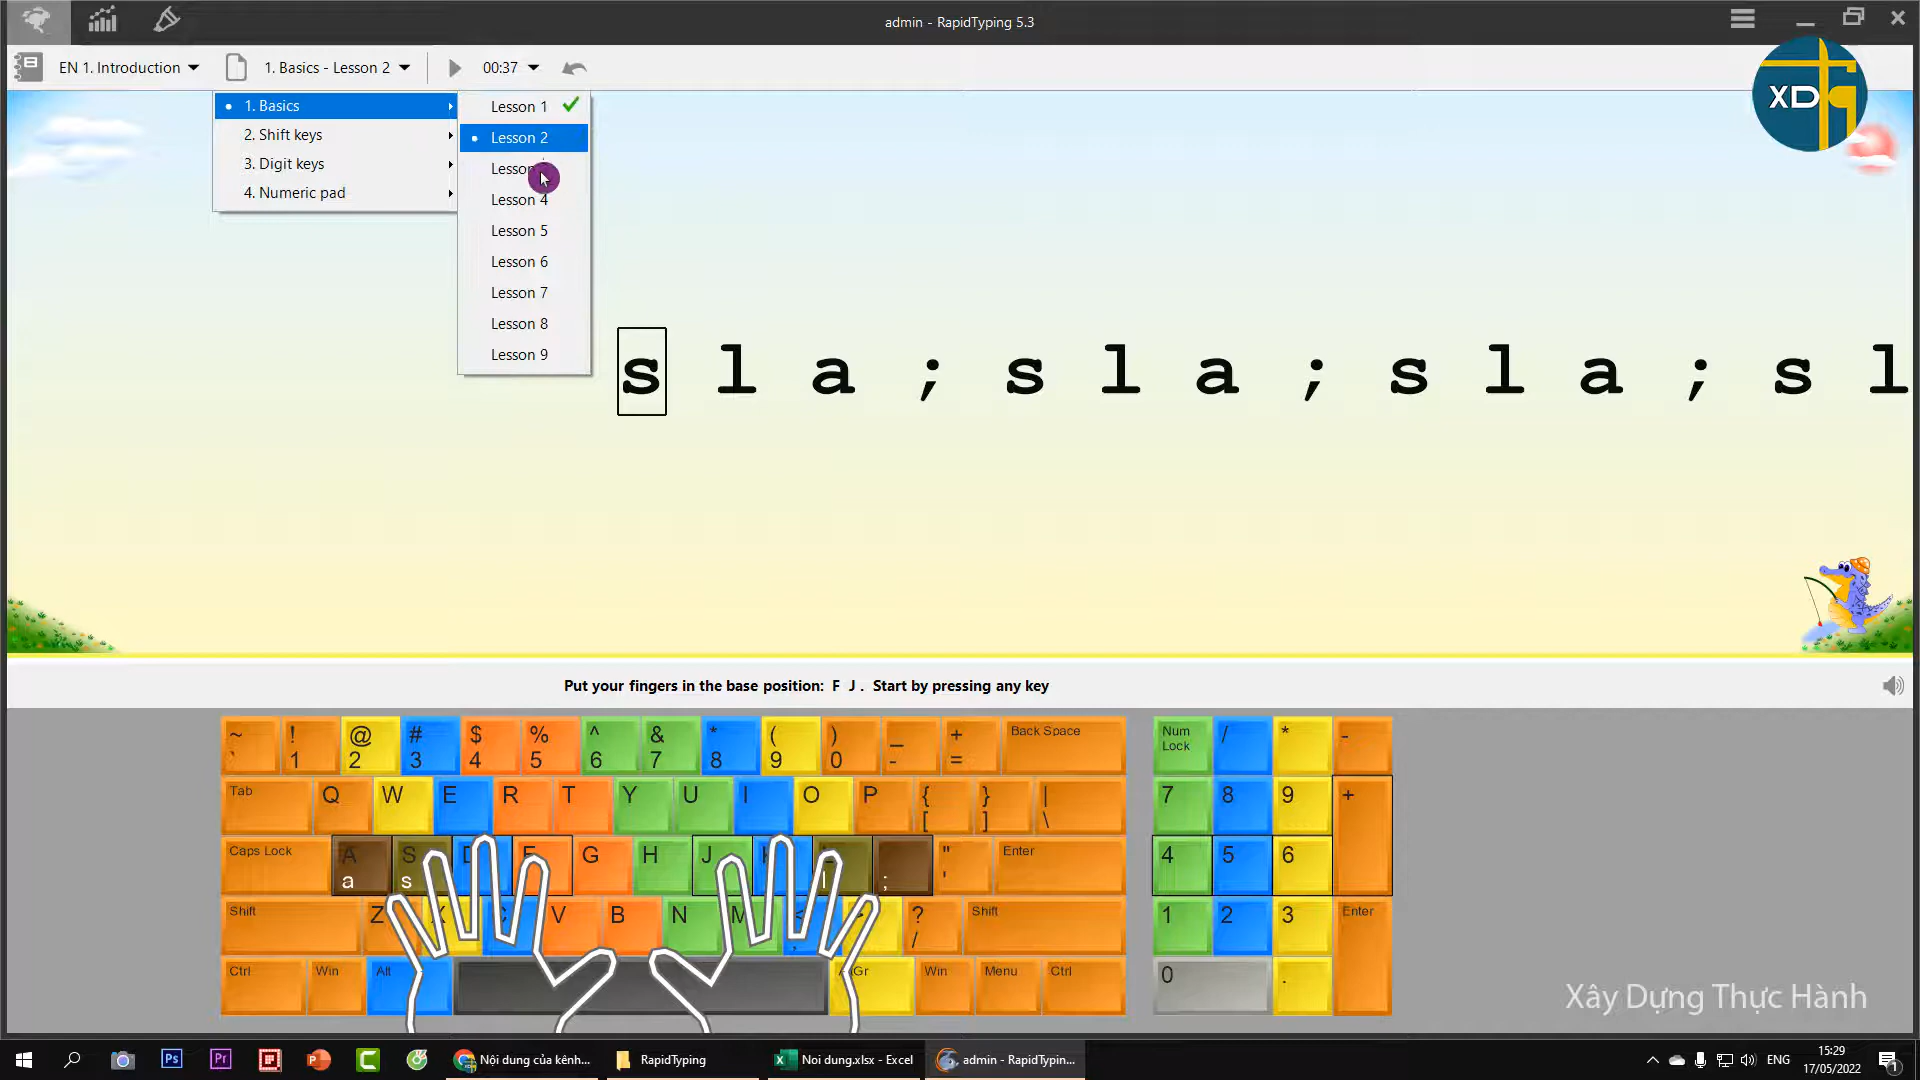 admin - RapidTyping 5.3
EN 1. Introduction
1. Basics - Lesson 2
00:37
XD
1. Basics
2. Shift keys
3. Digit keys
4. Numeric pad
Lesson 1
Lesson 2
Lesson
Lesson 4
Lesson 5
Lesson 6
Lesson 7
Lesson 8
Lesson 9
s l a ; s l a ; s l a ; s l
Put your fingers in the base position: F J . Start by pressing any key
~ ! @ # $ % ^ & * ( ) _ + Back Space
` 1 2 3 4 5 6 7 8 9 0 - =
Tab Q W E R T Y U I O P { } |
[ ] \
Caps Lock A S D F G H J K L " Enter
a s l ; '
Shift Z X C V B N M < > ? Shift
, /
Ctrl Win Alt AltGr Win Menu Ctrl
Num Lock / * -
7 8 9 +
4 5 6
1 2 3 Enter
0 .
Xây Dựng Thực Hành
Ps
Pr
Nội dung của kênh...
RapidTyping
Noi dung.xlsx - Excel
admin - RapidTypin...
ENG
15:29
17/05/2022
1